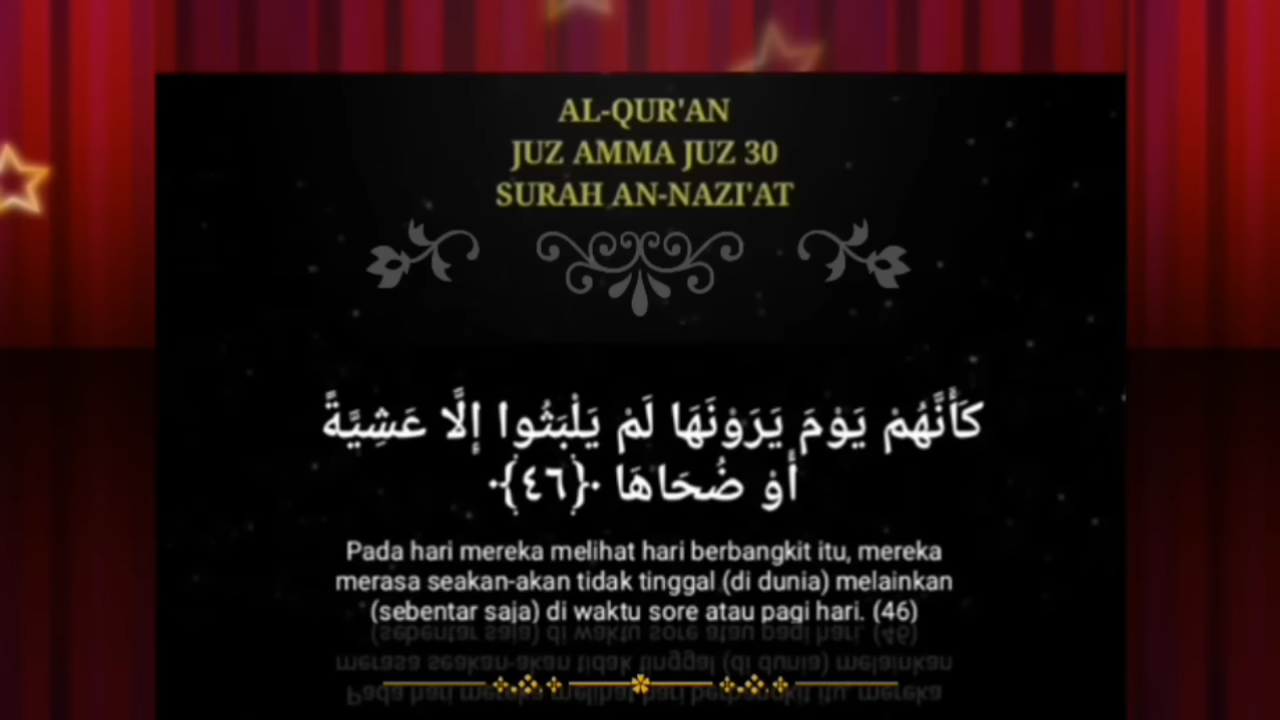 AL-QUR'AN
JUZ AMMA JUZ 30
SURAH AN-NAZI'AT
كَأَنَّهُمْ يَوْمَ يَرَوْنَهَا لَمْ يَلْبَثُوا إِلَّا عَشِيَّةً
أَوْ ضُحَاهَا ﴿٤٦﴾
Pada hari mereka melihat hari berbangkit itu, mereka
merasa seakan-akan tidak tinggal (di dunia) melainkan
(sebentar saja) di waktu sore atau pagi hari. (46)